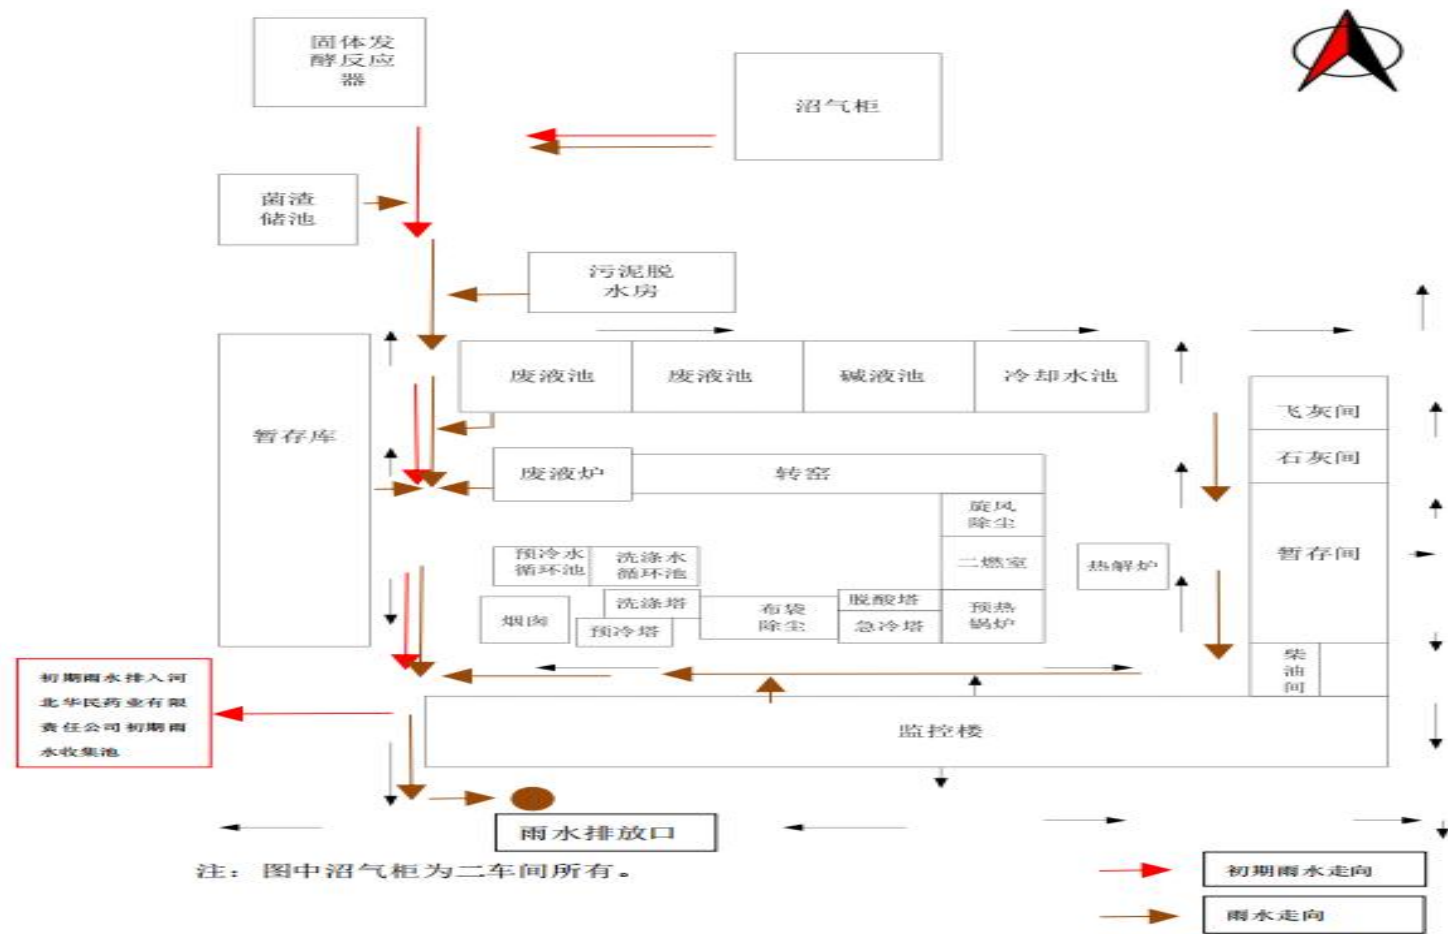 固体发
酵反应
器
沼气柜
菌渣
储池
污泥脱
水房
废液池
废液池
碱液池
冷却水池
飞灰间
暂存库
石灰间
废液炉
转窑
旋风
除尘
预冷水
循环池
洗涤水
循环池
二燃室
热解炉
暂存间
烟囱
洗涤塔
预冷塔
布袋
除尘
脱酸塔
急冷塔
预热
锅炉
柴
油
间
初期雨水排入河
北华民药业有限
责任公司初期雨
水收集池
监控楼
雨水排放口
注：图中沼气柜为二车间所有。
初期雨水走向
雨水走向